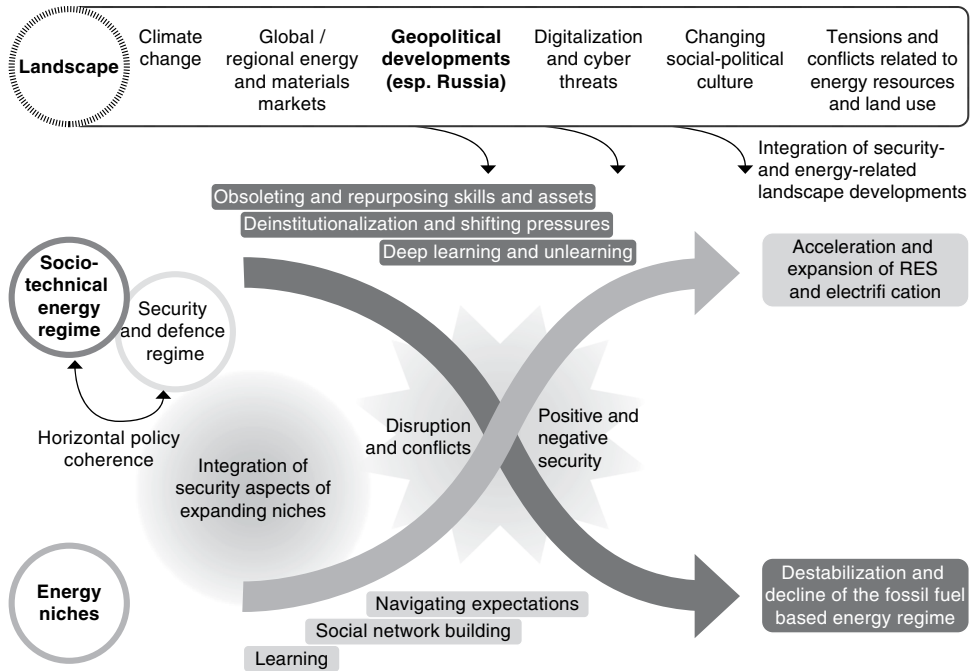 Landscape
Climate
change
Global /
regional energy
and materials
markets
Geopolitical
developments
(esp. Russia)
Digitalization
and cyber
threats
Changing
social-political
culture
Tensions and
conflicts related to
energy resources
and land use
Integration of security-
and energy-related
landscape developments
Obsoleting and repurposing skills and assets
Deinstitutionalization and shifting pressures
Deep learning and unlearning
Socio-
technical
energy
regime
Security
and defence
regime
Acceleration and
expansion of RES
and electrifi cation
Horizontal policy
coherence
Integration of
security aspects of
expanding niches
Disruption
and conflicts
Positive and
negative
security
Energy
niches
Navigating expectations
Social network building
Learning
Destabilization and
decline of the fossil fuel
based energy regime